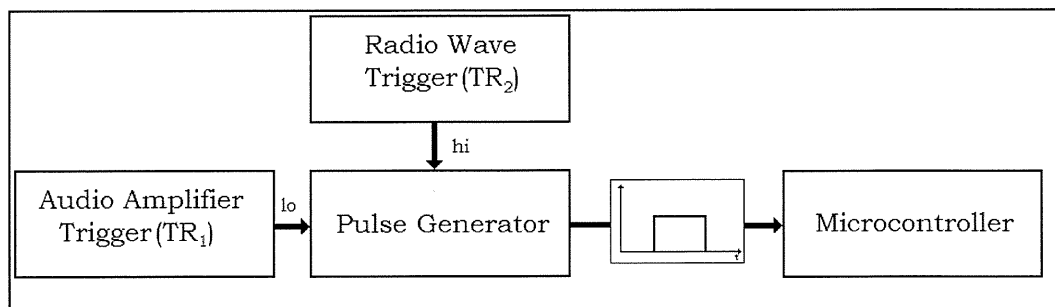 Radio Wave
Trigger(TR₂)
hi
Audio Amplifier
Trigger(TR₁)
lo
Pulse Generator
τ
Microcontroller